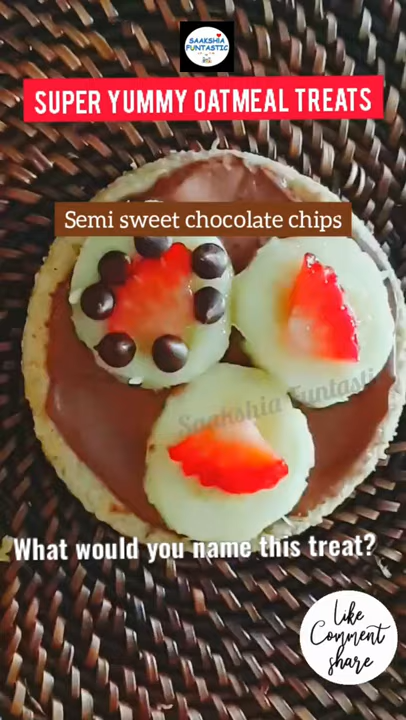 SAAKSHIA
FUNTASTIC
SUPER YUMMY OATMEAL TREATS
Semi sweet chocolate chips
Saakshia Funtasti
What would you name this treat?
Like
Comment
share